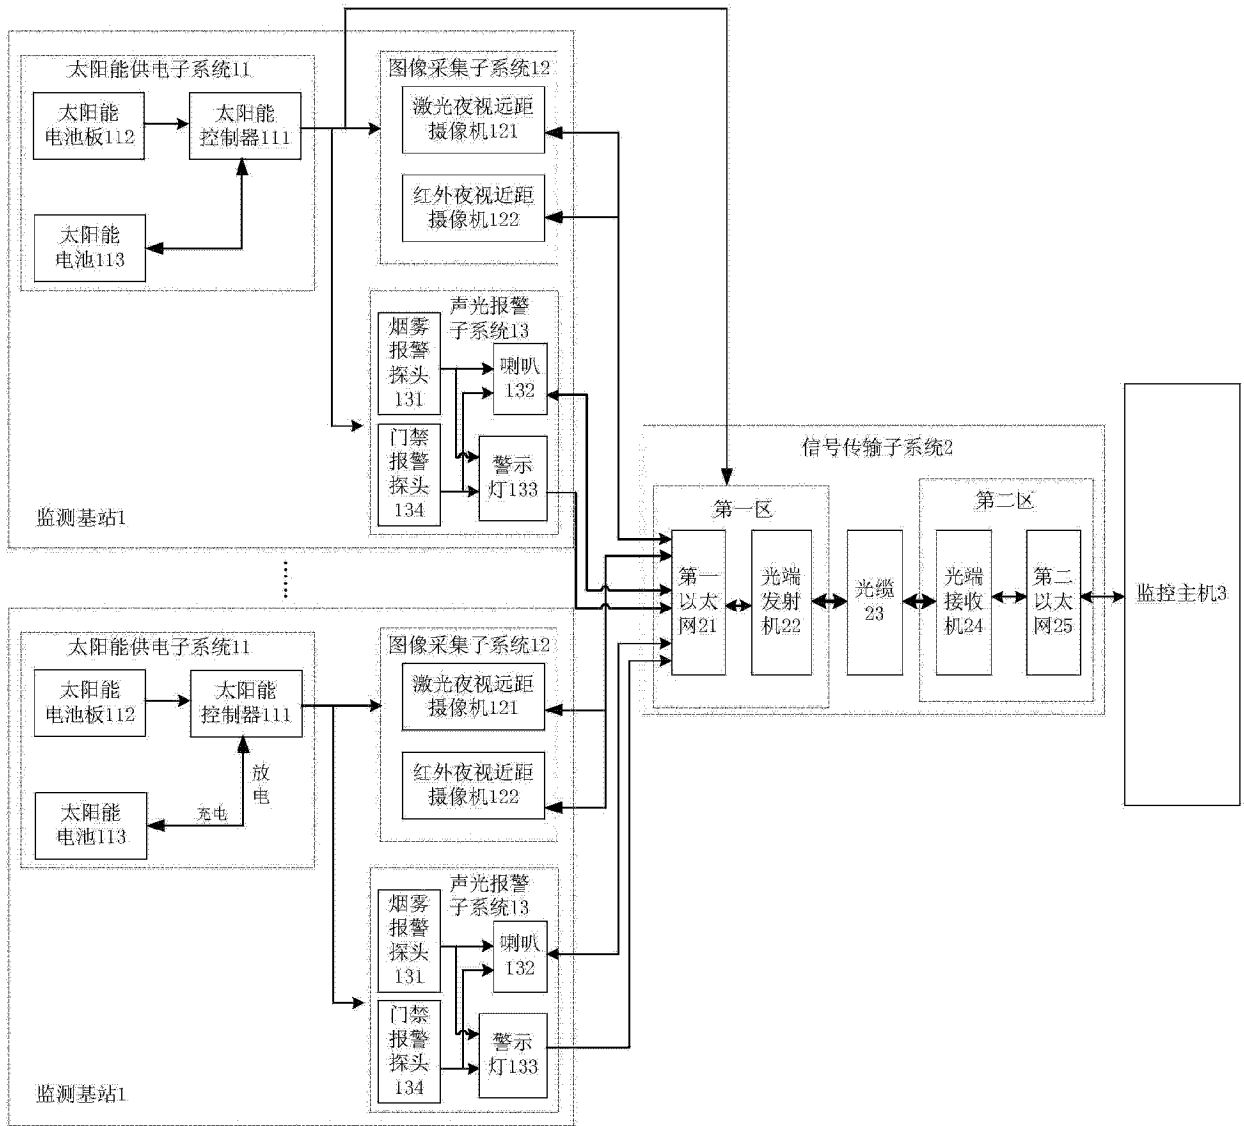 太阳能供电子系统11
太阳能
电池板112
太阳能
控制器111
太阳能
电池113
图像采集子系统12
激光夜视远距
摄像机121
红外夜视近距
摄像机122
声光报警
子系统13
烟雾
报警
探头
131
喇叭
132
门禁
报警
探头
134
警示
灯133
监测基站1
信号传输子系统2
第一区
第一
以太
网21
光端
发射
机22
光缆
23
第二区
光端
接收
机24
第二
以太
网25
监控主机3
太阳能供电子系统11
太阳能
电池板112
太阳能
控制器111
放
电
充电
太阳能
电池113
图像采集子系统12
激光夜视远距
摄像机121
红外夜视近距
摄像机122
声光报警
子系统13
烟雾
报警
探头
131
喇叭
132
门禁
报警
探头
134
警示
灯133
监测基站1